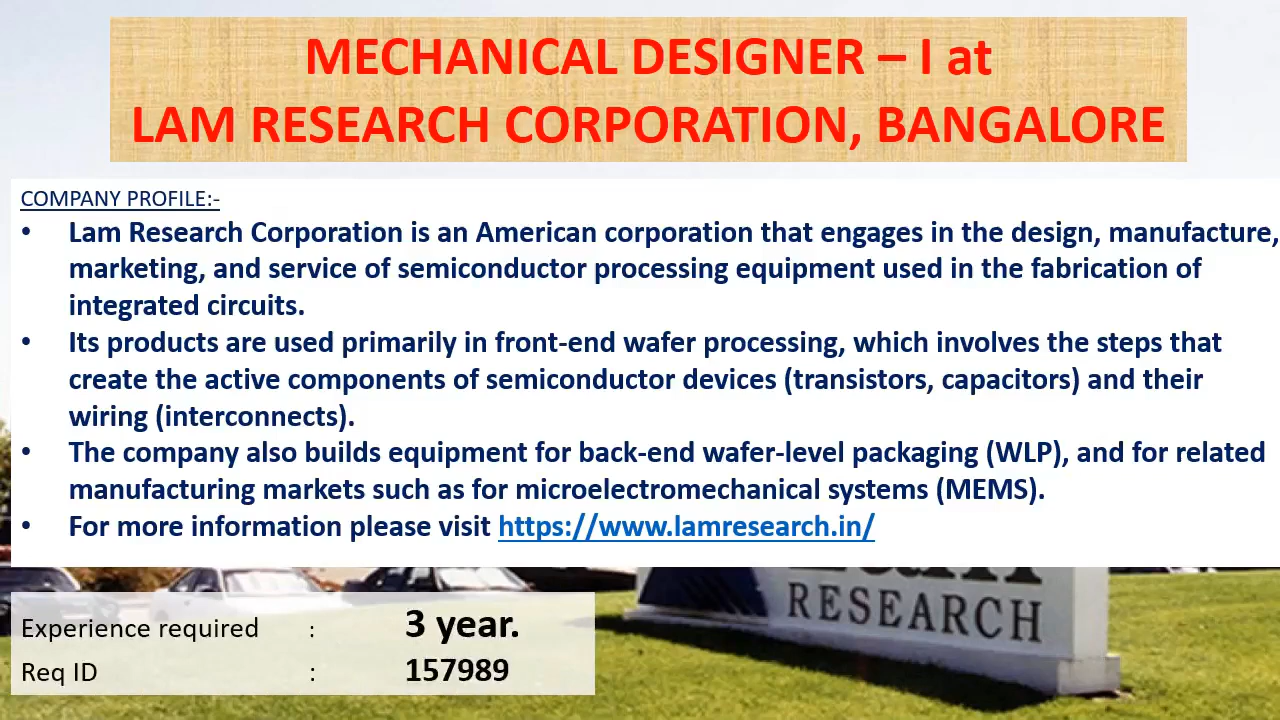 MECHANICAL DESIGNER – I at
LAM RESEARCH CORPORATION, BANGALORE
COMPANY PROFILE:-
• Lam Research Corporation is an American corporation that engages in the design, manufacture,
marketing, and service of semiconductor processing equipment used in the fabrication of
integrated circuits.
• Its products are used primarily in front-end wafer processing, which involves the steps that
create the active components of semiconductor devices (transistors, capacitors) and their
wiring (interconnects).
• The company also builds equipment for back-end wafer-level packaging (WLP), and for related
manufacturing markets such as for microelectromechanical systems (MEMS).
• For more information please visit https://www.lamresearch.in/
RESEARCH
Experience required : 3 year.
Req ID : 157989